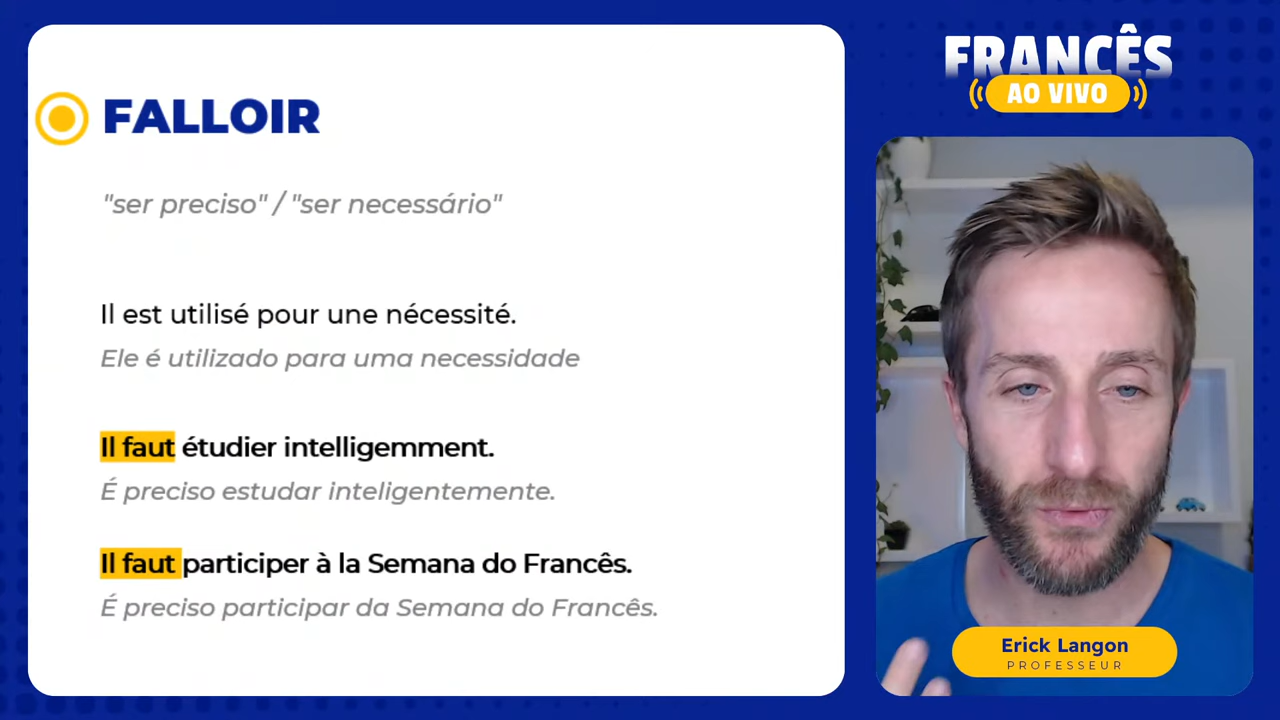 FALLOIR
"ser preciso" / "ser necessário"
Il est utilisé pour une nécessité.
Ele é utilizado para uma necessidade
Il faut étudier intelligemment.
É preciso estudar inteligentemente.
Il faut participer à la Semana do Francês.
É preciso participar da Semana do Francês.
FRANCÊS
AO VIVO
Erick Langon
PROFESSEUR